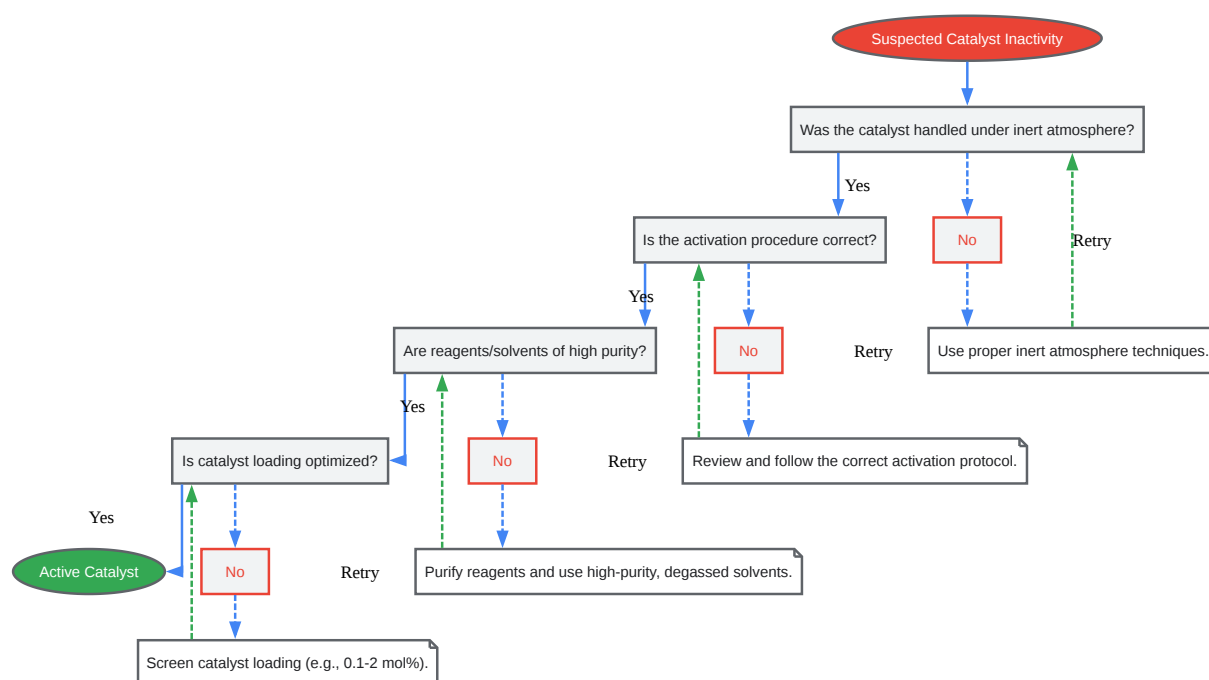 Suspected Catalyst Inactivity
Was the catalyst handled under inert atmosphere?
Yes
Is the activation procedure correct?
No
Retry
Yes
Are reagents/solvents of high purity?
No
Retry
Use proper inert atmosphere techniques.
Yes
Is catalyst loading optimized?
No
Retry
Review and follow the correct activation protocol.
Yes
Active Catalyst
No
Retry
Purify reagents and use high-purity, degassed solvents.
Screen catalyst loading (e.g., 0.1-2 mol%).